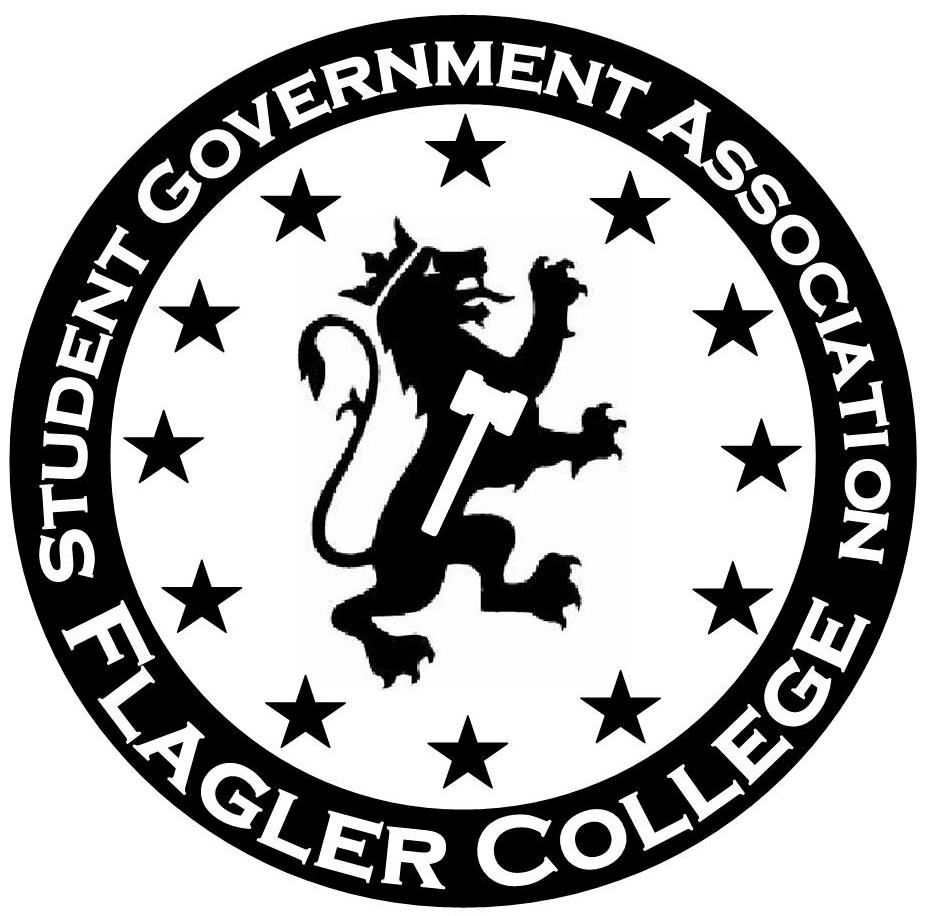 STUDENT GOVERNMENT ASSOCIATION
FLAGLER COLLEGE